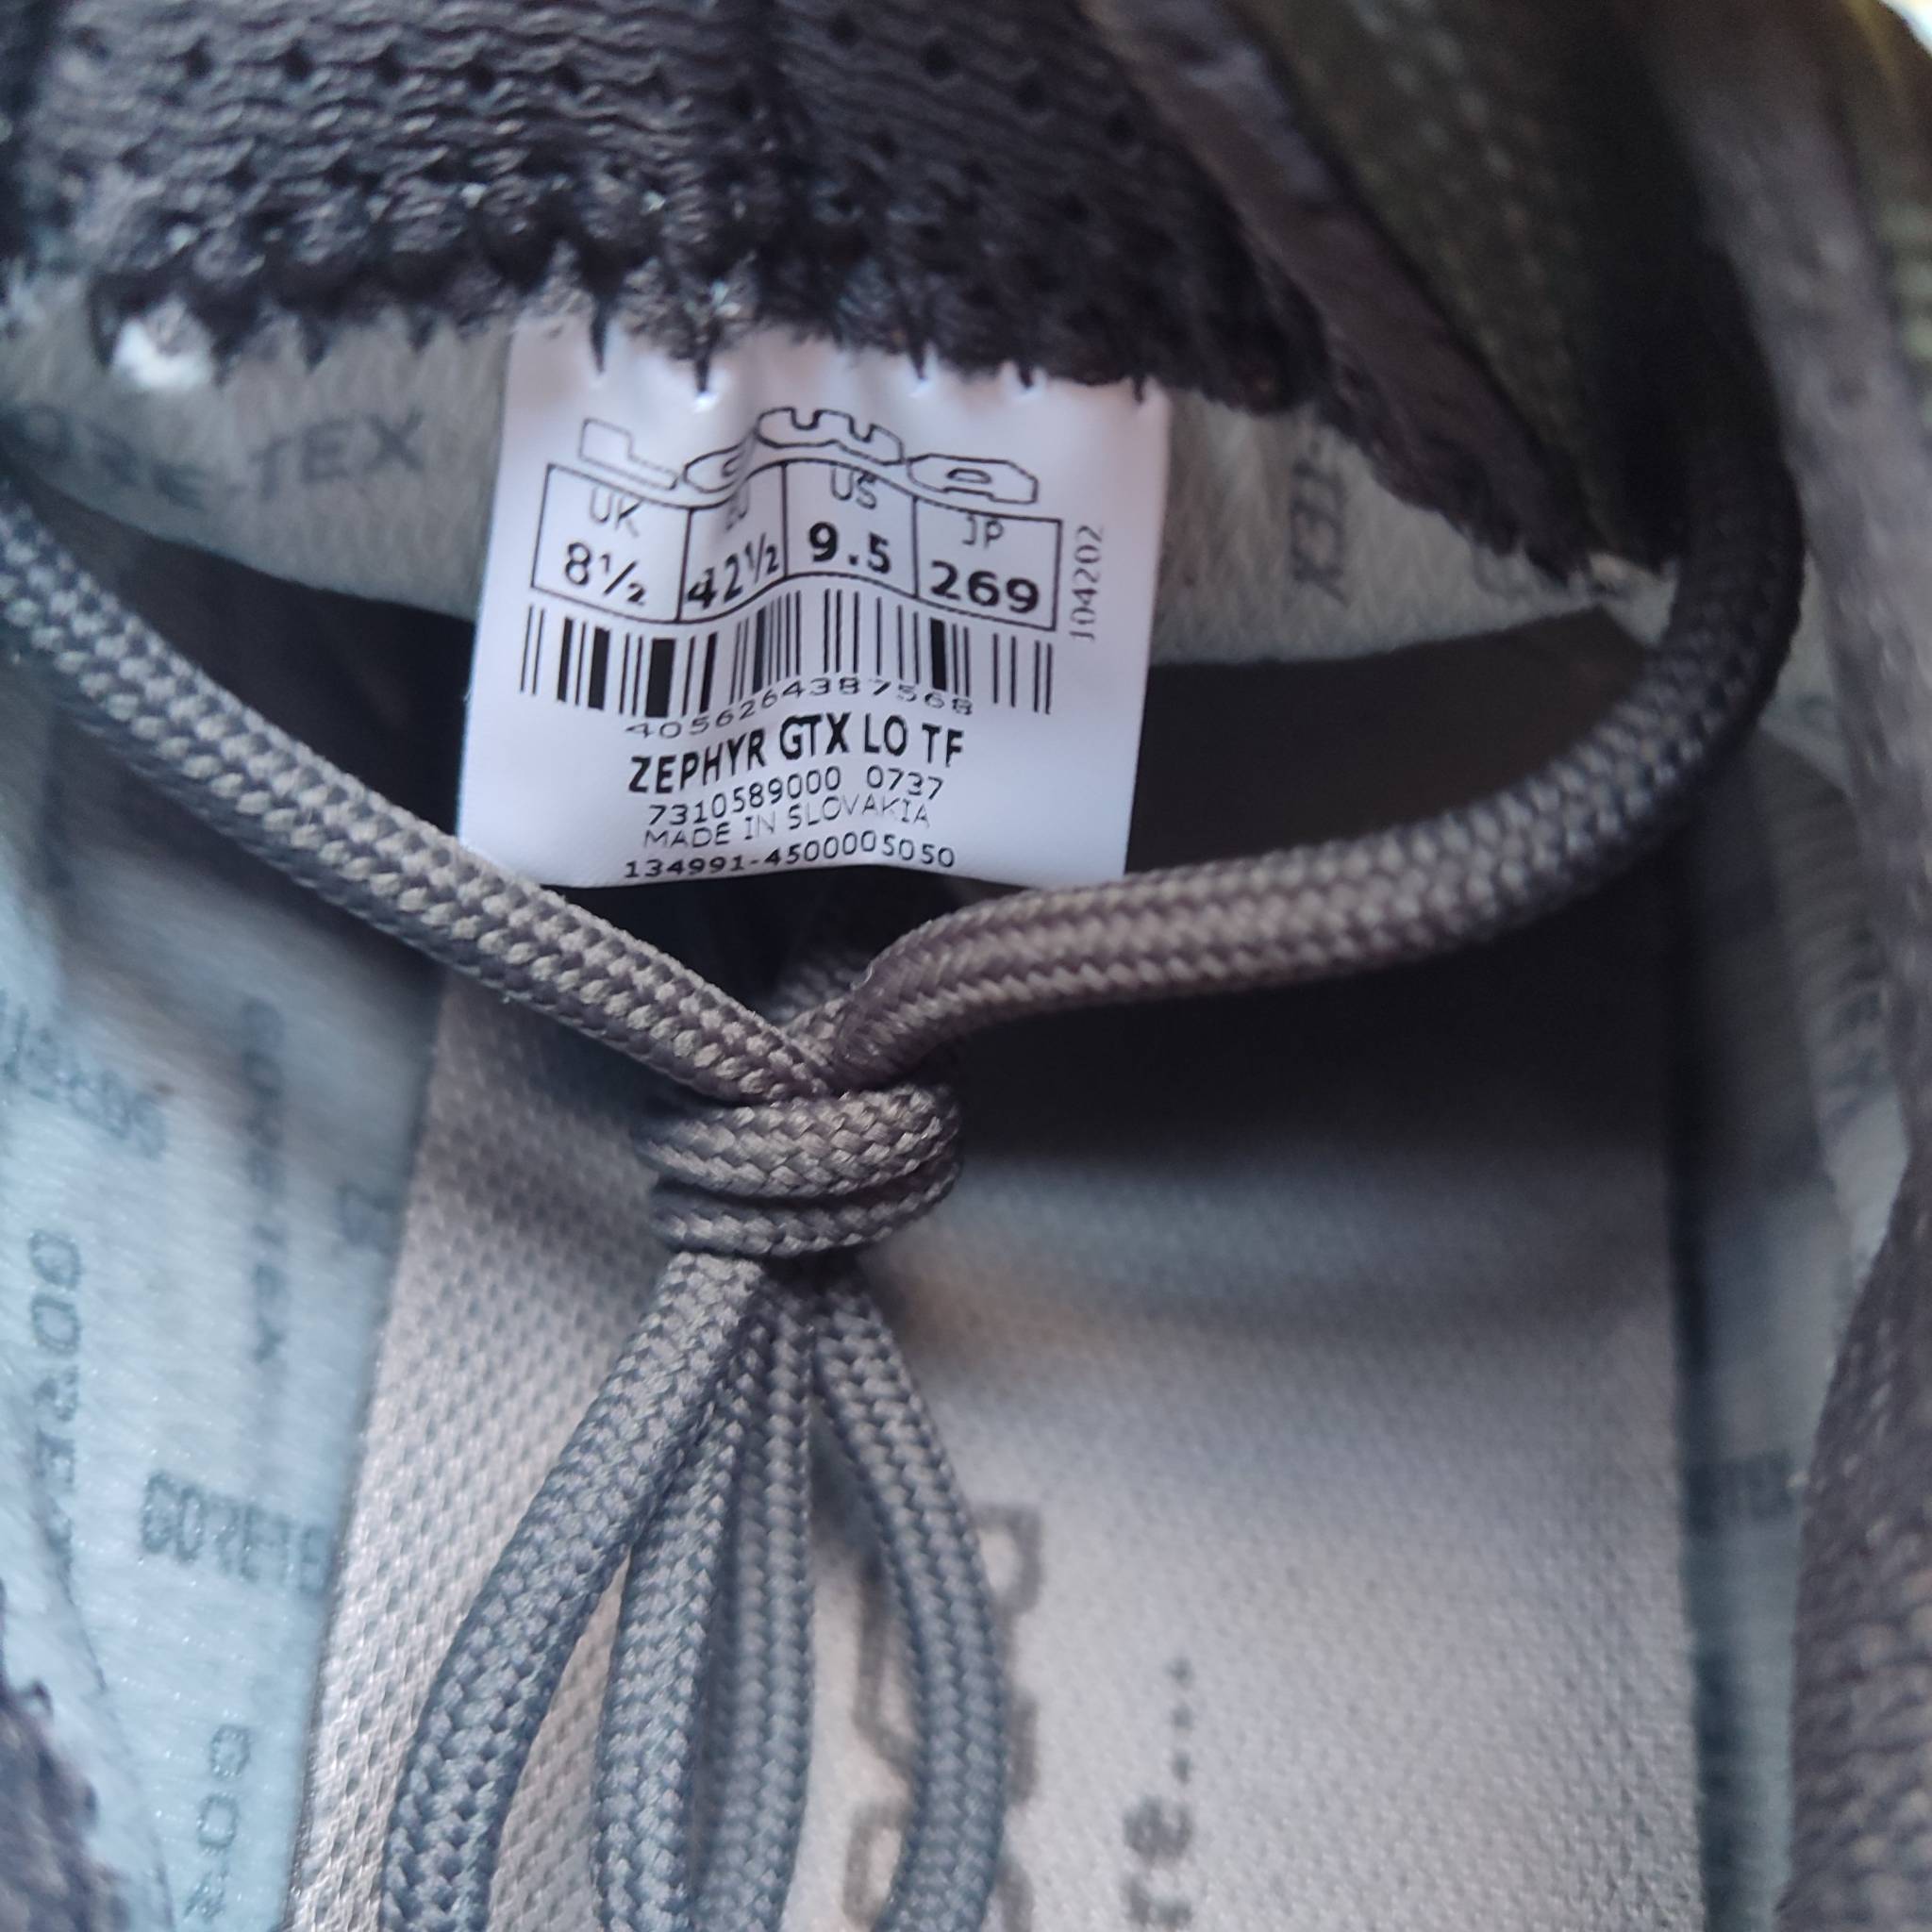 GORE-TEX
LOWA
UK EU US JP
8½ 42½ 9.5 269
J04202
4056264387568
ZEPHYR GTX LO TF
7310589000 0737
MADE IN SLOVAKIA
134991-4500005050